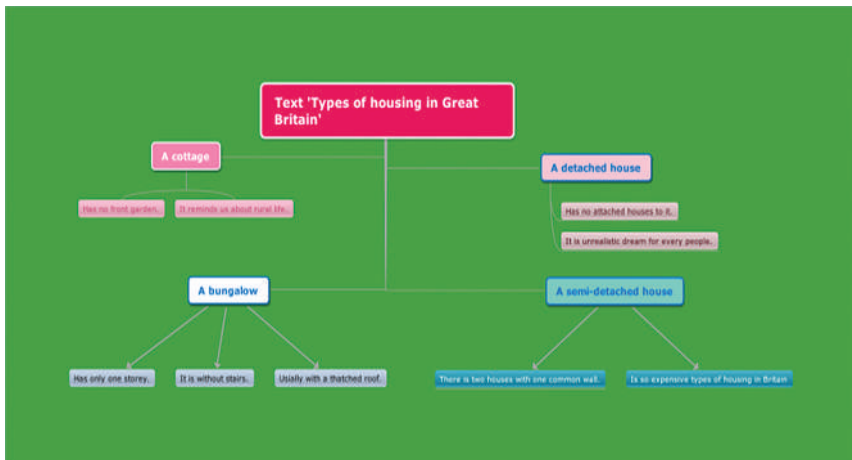 Text 'Types of housing in Great
Britain'
A cottage
A detached house
Has no front garden.
It reminds us about rural life.
Has no attached houses to it.
It is unrealistic dream for every people.
A bungalow
A semi-detached house
Has only one storey.
It is without stairs.
Usially with a thatched roof.
There is two houses with one common wall.
Is so expensive types of housing in Britain